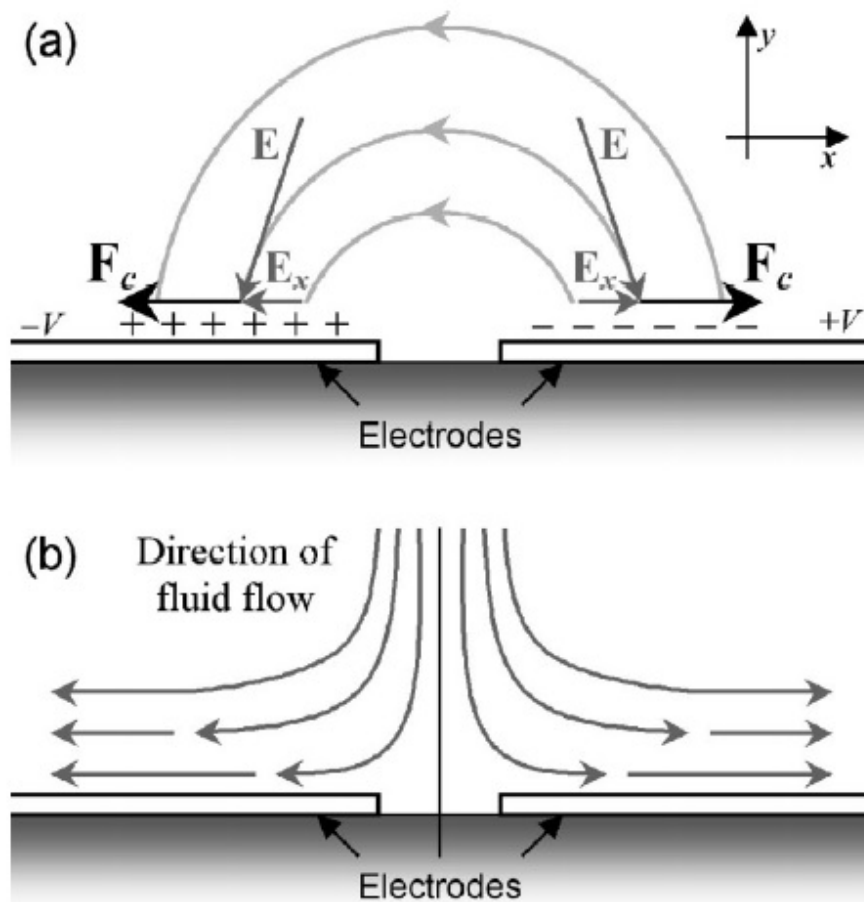 (a)
y
x
E E
F_c E_x E_x F_c
–V + + + + + + – – – – – – +V
Electrodes
(b) Direction of
fluid flow
Electrodes